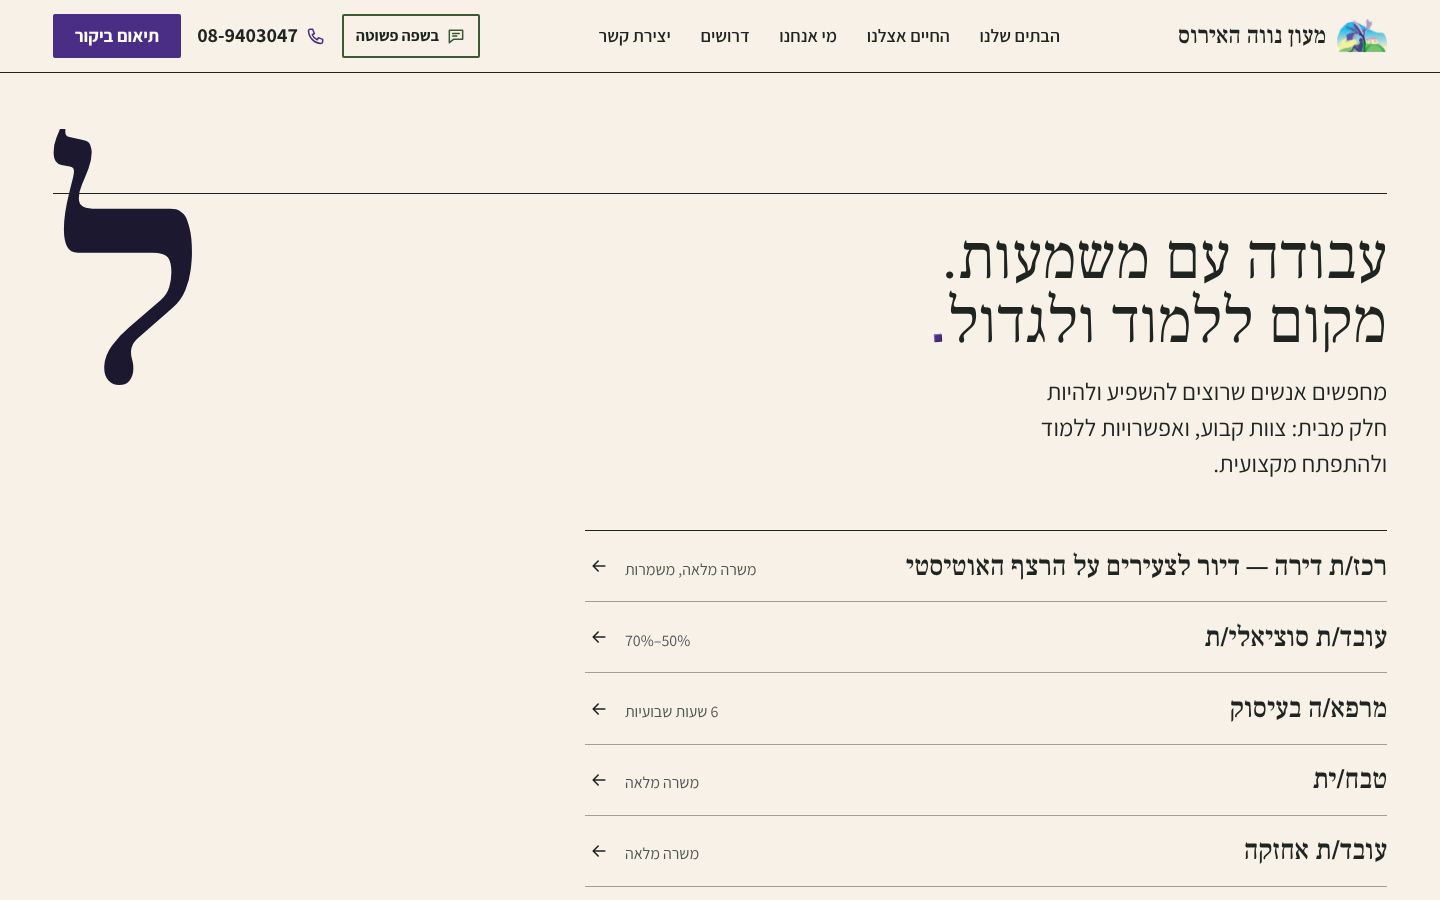 מעון נווה האירוס
הבתים שלנו
החיים אצלנו
מי אנחנו
דרושים
יצירת קשר
בשפה פשוטה
08-9403047
תיאום ביקור
ל
עבודה עם משמעות.
מקום ללמוד ולגדול.
מחפשים אנשים שרוצים להשפיע ולהיות
חלק מבית: צוות קבוע, ואפשרויות ללמוד
ולהתפתח מקצועית.
רכז/ת דירה — דיור לצעירים על הרצף האוטיסטי
משרה מלאה, משמרות
עובד/ת סוציאלי/ת
50%–70%
מרפא/ה בעיסוק
6 שעות שבועיות
טבח/ית
משרה מלאה
עובד/ת אחזקה
משרה מלאה